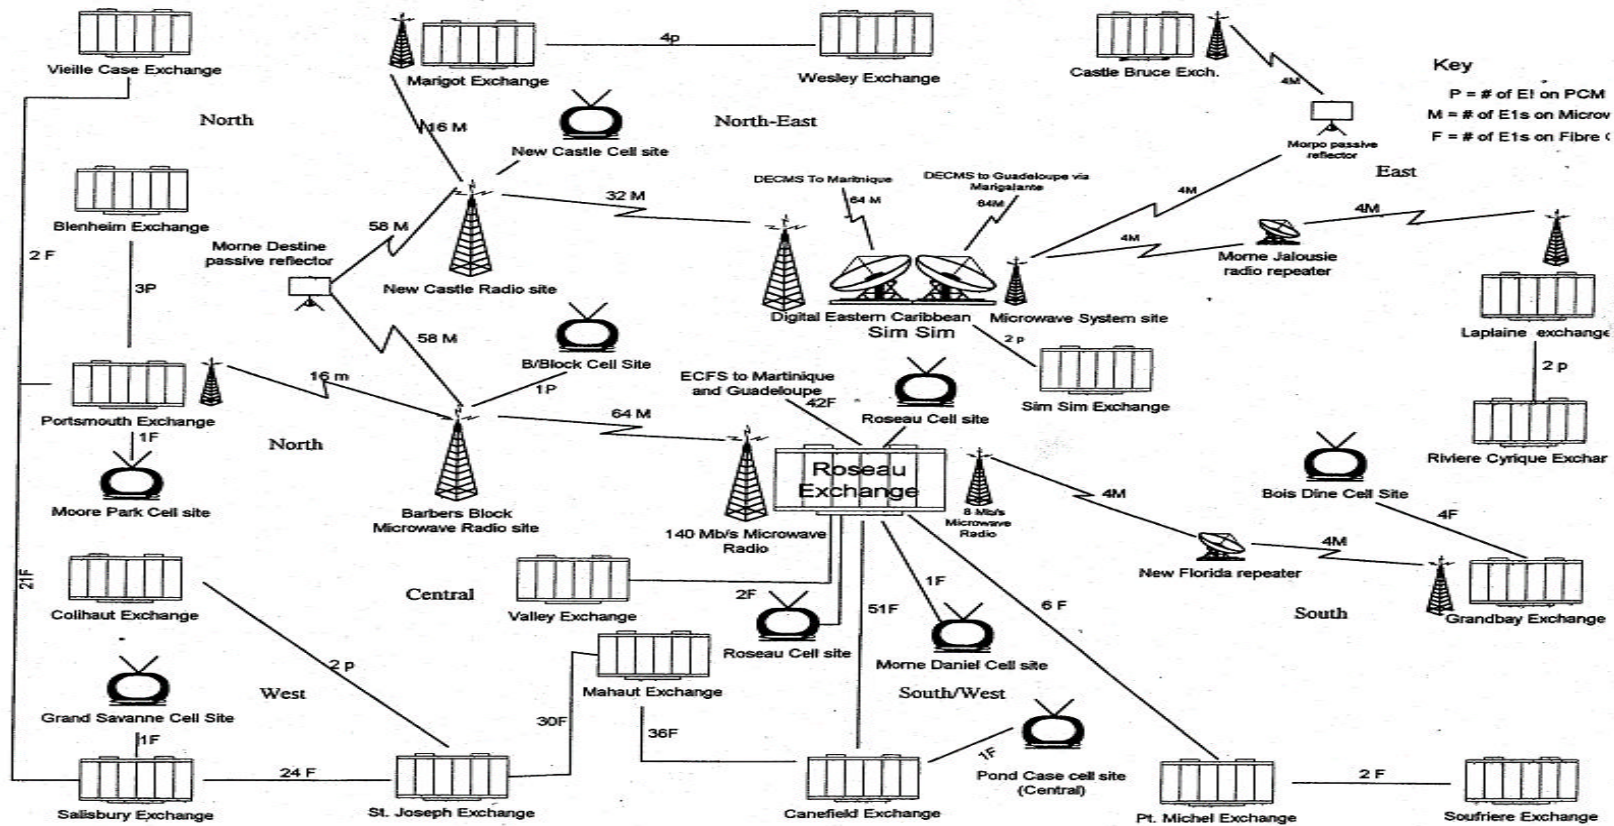 Vieille Case Exchange
Marigot Exchange
4p
Wesley Exchange
Castle Bruce Exch.
4M
Key
P = # of E! on PCM
M = # of E1s on Microv
F = # of E1s on Fibre
North
16 M
New Castle Cell site
North-East
Morpo passive
reflector
East
Blenheim Exchange
3P
2 F
Morne Destine
passive reflector
58 M
New Castle Radio site
32 M
DECMS To Martnique
64 M
DECMS to Guadeloupe via
Marigalante
64M
4M
4M
Morne Jalousie
radio repeater
4M
Laplaine exchange
2 p
Riviere Cyrique Exchar
Digital Eastern Caribbean
Sim Sim
Microwave System site
2 p
Sim Sim Exchange
58 M
B/Block Cell Site
1P
16 m
Portsmouth Exchange
1F
Moore Park Cell site
North
Barbers Block
Microwave Radio site
64 M
ECFS to Martinique
and Guadeloupe
42F
Roseau Cell site
Roseau
Exchange
140 Mb/s Microwave
Radio
8 Mb/s
Microwave
Radio
4M
New Florida repeater
4M
Bois Dine Cell Site
4F
Grandbay Exchange
South
21F
Colihaut Exchange
2 p
Central
Valley Exchange
2F
Roseau Cell site
51F
1F
Morne Daniel Cell site
6 F
South/West
West
Grand Savanne Cell Site
1F
Salisbury Exchange
24 F
St. Joseph Exchange
30F
Mahaut Exchange
36F
Canefield Exchange
1F
Pond Case cell site
(Central)
Pt. Michel Exchange
2 F
Soufriere Exchange